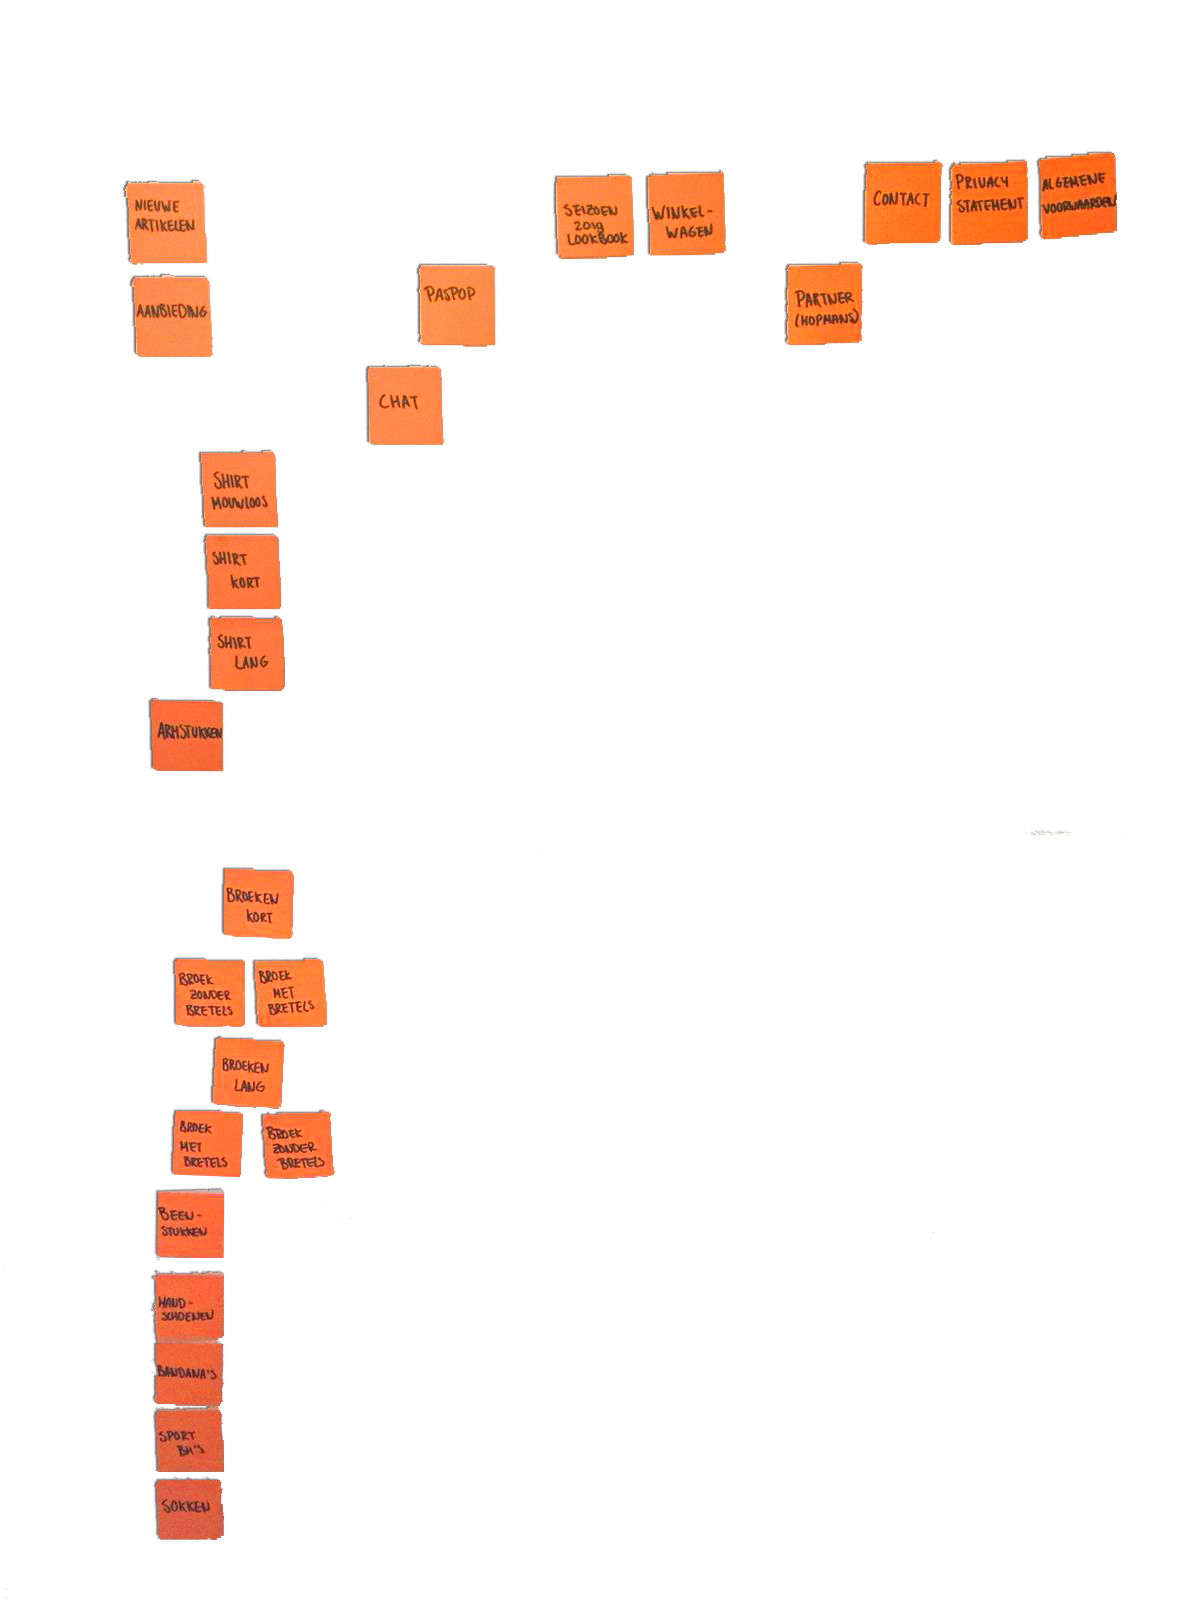 NIEUWE
ARTIKELEN
SEIZOEN
2019
LOOKBOOK
WINKEL-
WAGEN
CONTACT
PRIVACY
STATEMENT
ALGEMENE
VOORWAARDEN
AANBIEDING
PASPOP
PARTNER
(HOPMANS)
CHAT
SHIRT
MOUWLOOS
SHIRT
KORT
SHIRT
LANG
ARMSTUKKEN
BROEKEN
KORT
BROEK
ZONDER
BRETELS
BROEK
MET
BRETELS
BROEKEN
LANG
BROEK
MET
BRETELS
BROEK
ZONDER
BRETELS
BEEN-
STUKKEN
HAND-
SCHOENEN
BANDANA'S
SPORT
BH'S
SOKKEN